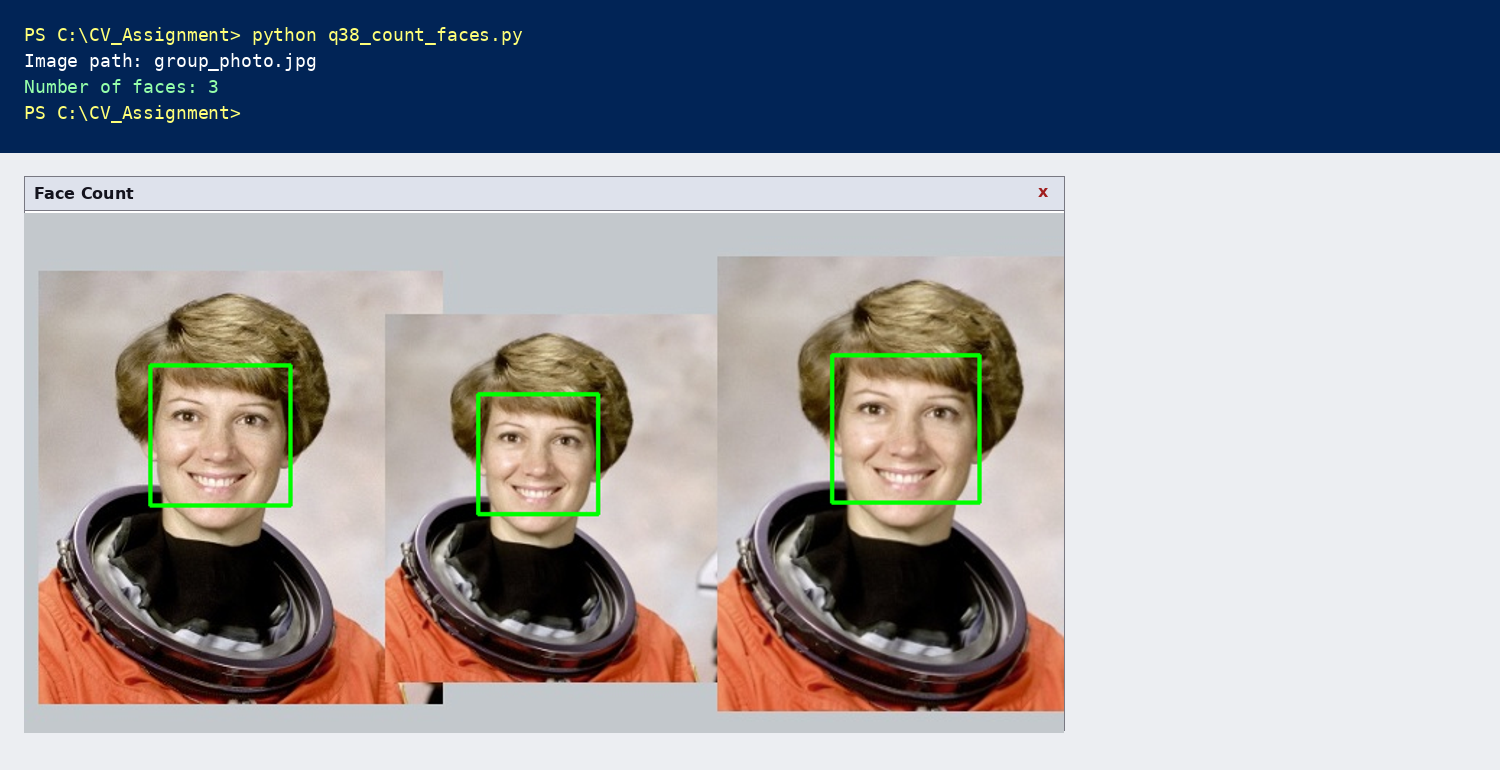 PS C:\CV_Assignment> python q38_count_faces.py
Image path: group_photo.jpg
Number of faces: 3
PS C:\CV_Assignment>
Face Count
x